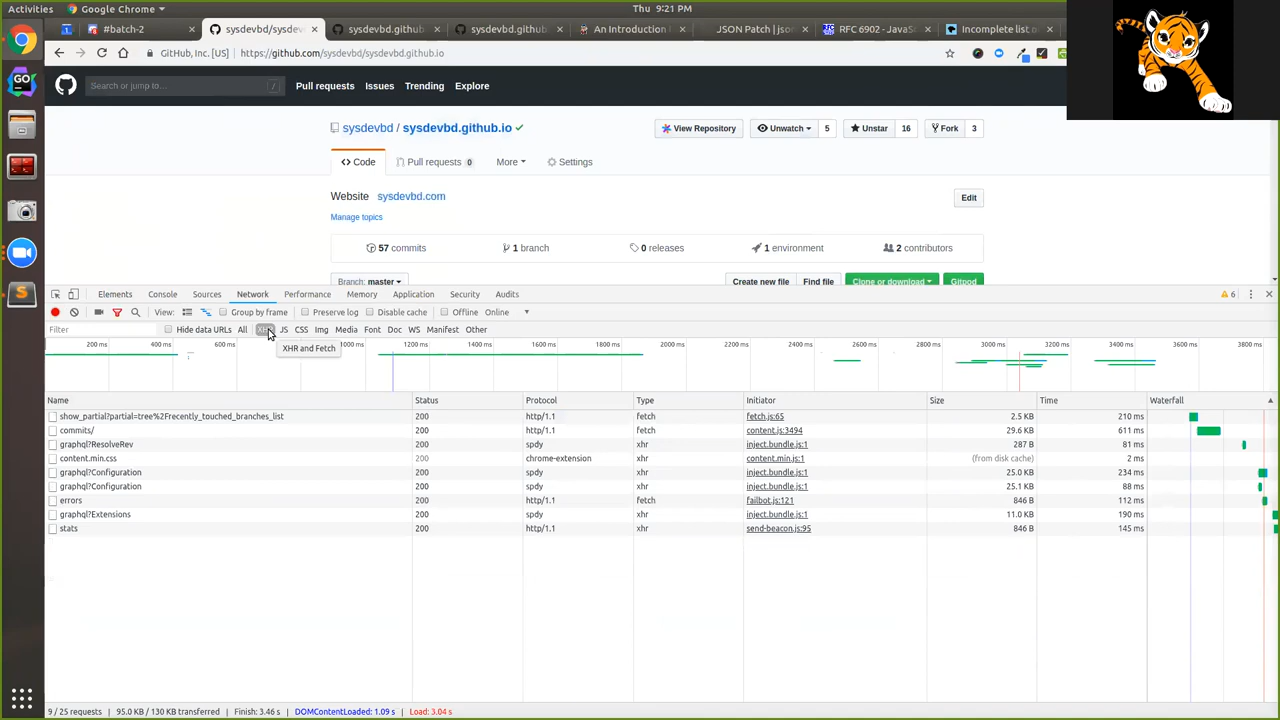 Activities Google Chrome Thu 9:21 PM
#batch-2 sysdevbd/sysdev sysdevbd.github sysdevbd.github An Introduction JSON Patch | json RFC 6902 - JavaSc Incomplete list o
GitHub, Inc. [US] https://github.com/sysdevbd/sysdevbd.github.io
Search or jump to... / Pull requests Issues Trending Explore
sysdevbd / sysdevbd.github.io View Repository Unwatch 5 Unstar 16 Fork 3
Code Pull requests 0 More Settings
Website sysdevbd.com Edit
Manage topics
57 commits 1 branch 0 releases 1 environment 2 contributors
Branch: master Create new file Find file Clone or download Gitpod
Elements Console Sources Network Performance Memory Application Security Audits 6
View: Group by frame Preserve log Disable cache Offline Online
Filter Hide data URLs All XHR JS CSS Img Media Font Doc WS Manifest Other
XHR and Fetch
200 ms 400 ms 600 ms 1000 ms 1200 ms 1400 ms 1600 ms 1800 ms 2000 ms 2200 ms 2400 ms 2600 ms 2800 ms 3000 ms 3200 ms 3400 ms 3600 ms 3800 ms
Name Status Protocol Type Initiator Size Time Waterfall
show_partial?partial=tree%2Frecently_touched_branches_list 200 http/1.1 fetch fetch.js:65 2.5 KB 210 ms
commits/ 200 http/1.1 fetch content.js:3494 29.6 KB 611 ms
graphql?ResolveRev 200 spdy xhr inject.bundle.js:1 287 B 81 ms
content.min.css 200 chrome-extension xhr content.min.js:1 (from disk cache) 2 ms
graphql?Configuration 200 spdy xhr inject.bundle.js:1 25.0 KB 234 ms
graphql?Configuration 200 spdy xhr inject.bundle.js:1 25.1 KB 88 ms
errors 200 http/1.1 fetch failbot.js:121 846 B 112 ms
graphql?Extensions 200 spdy xhr inject.bundle.js:1 11.0 KB 190 ms
stats 200 http/1.1 xhr send-beacon.js:95 846 B 145 ms
9 / 25 requests 95.0 KB / 130 KB transferred Finish: 3.46 s DOMContentLoaded: 1.09 s Load: 3.04 s